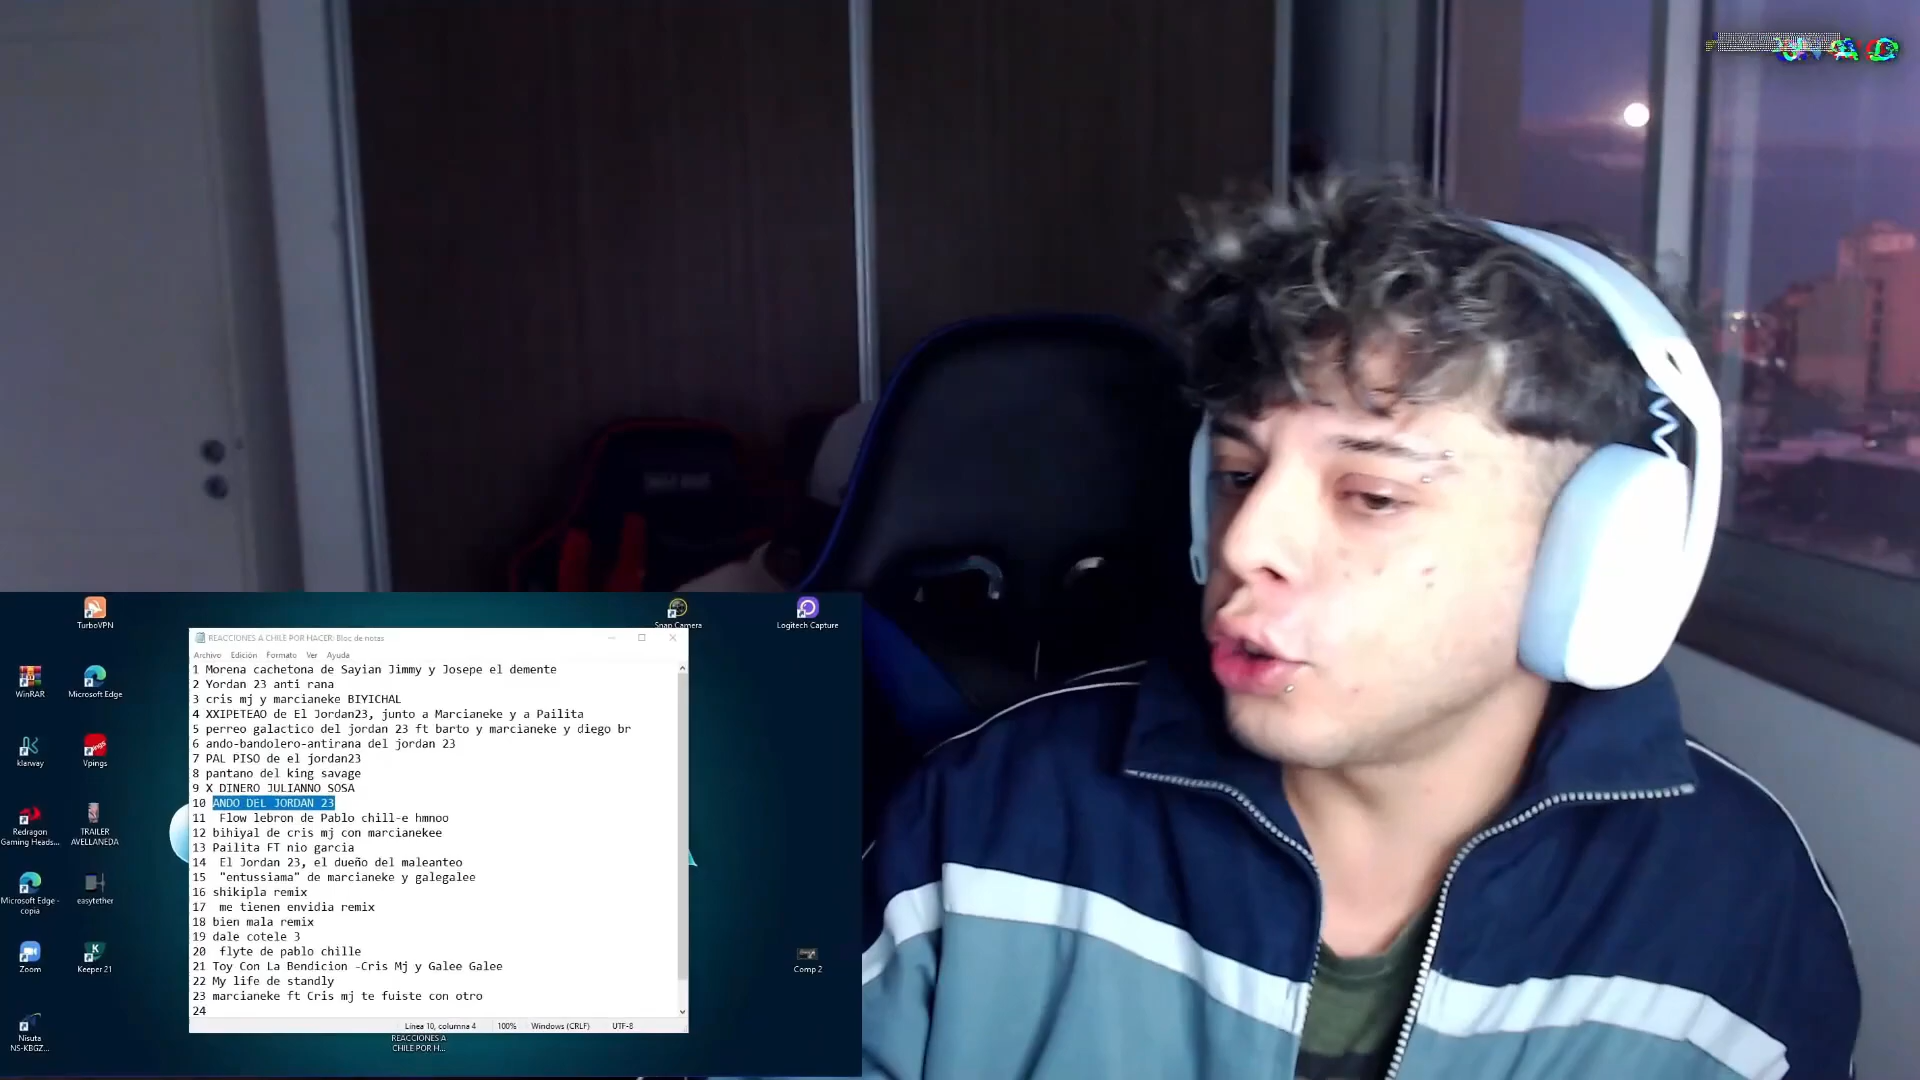 TurboVPN
Snap Camera
Logitech Capture
REACCIONES A CHILE POR HACER: Bloc de notas
Archivo Edición Formato Ver Ayuda
1 Morena cachetona de Sayian Jimmy y Josepe el demente
2 Yordan 23 anti rana
3 cris mj y marcianeke BIYICHAL
4 XXIPETEAO de El Jordan23, junto a Marcianeke y a Pailita
5 perreo galactico del jordan 23 ft barto y marcianeke y diego br
6 ando-bandolero-antirana del jordan 23
7 PAL PISO de el jordan23
8 pantano del king savage
9 X DINERO JULIANNO SOSA
10 ANDO DEL JORDAN 23
11 Flow lebron de Pablo chill-e hmnoo
12 bihiyal de cris mj con marcianekee
13 Pailita FT nio garcia
14 El Jordan 23, el dueño del maleanteo
15 "entussiama" de marcianeke y galegalee
16 shikipla remix
17 me tienen envidia remix
18 bien mala remix
19 dale cotele 3
20 flyte de pablo chille
21 Toy Con La Bendicion -Cris Mj y Galee Galee
22 My life de standly
23 marcianeke ft Cris mj te fuiste con otro
24
Línea 10, columna 4 100% Windows (CRLF) UTF-8
WinRAR
Microsoft Edge
klarway
Vpings
Redragon
Gaming Heads...
TRAILER
AVELLANEDA
Microsoft Edge -
copia
easytether
Zoom
Keeper 21
Nisuta
NS-KBGZ...
REACCIONES A
CHILE POR H...
Comp 2